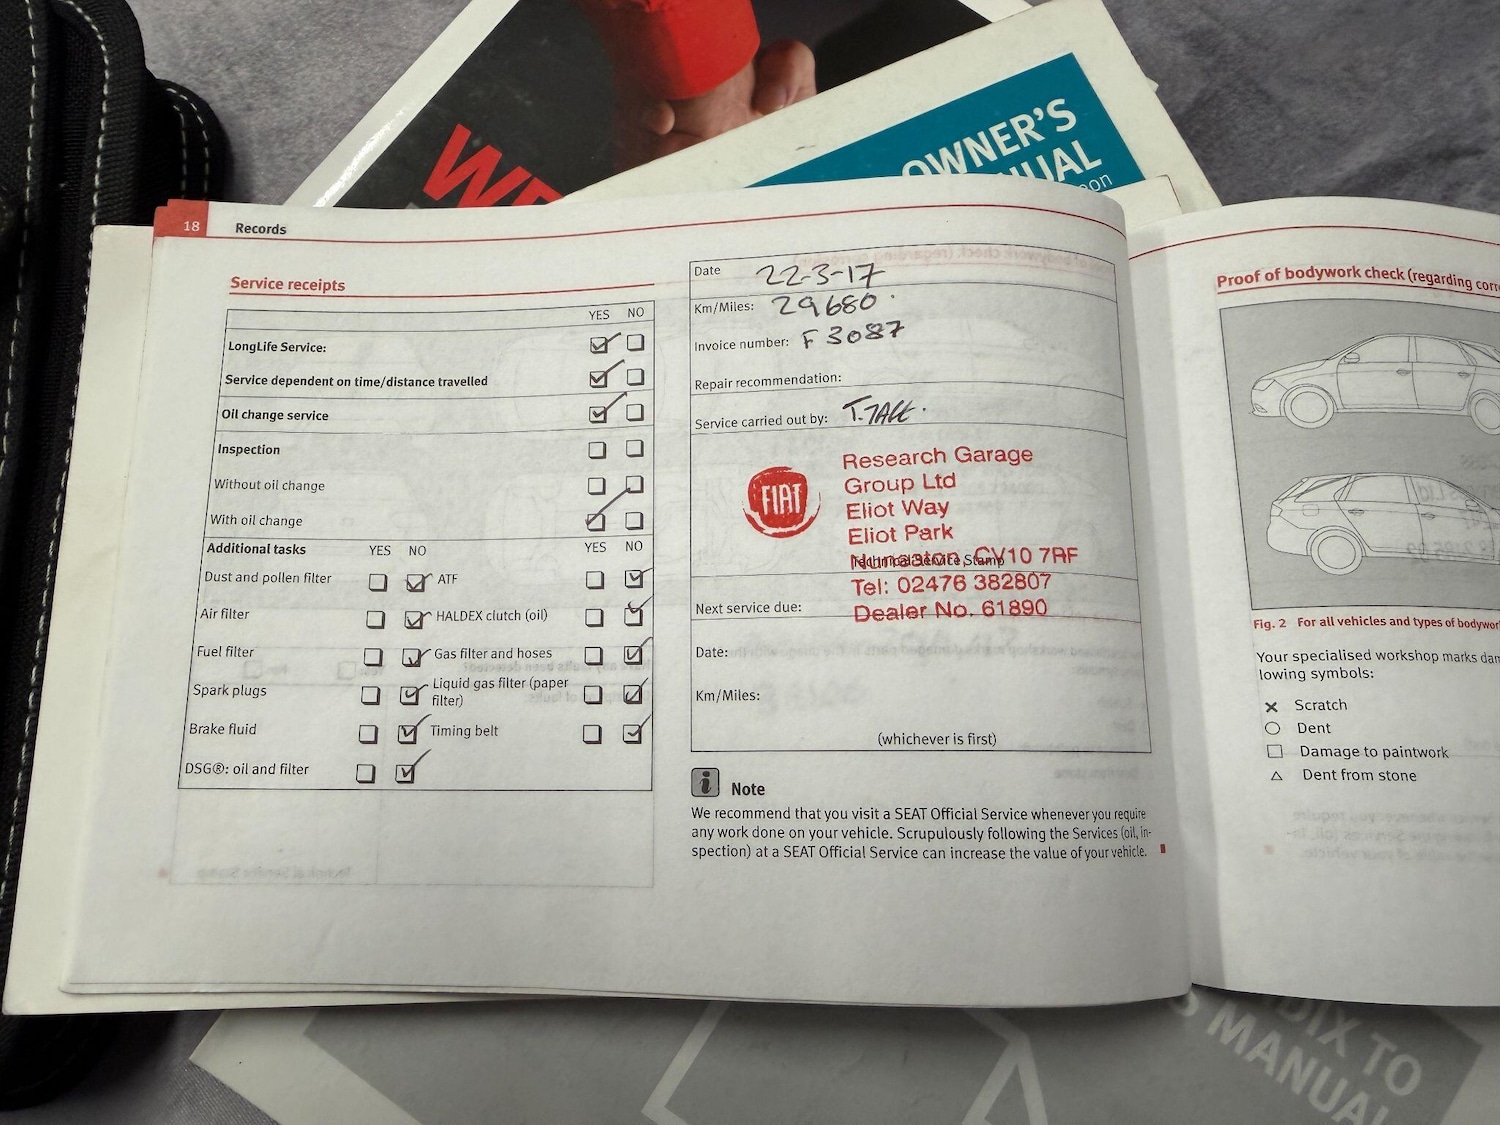 WE
OWNER'S
MANUAL
18 Records
Service receipts
YES NO
LongLife Service:
Service dependent on time/distance travelled
Oil change service
Inspection
Without oil change
With oil change
Additional tasks YES NO YES NO
Dust and pollen filter ATF
Air filter HALDEX clutch (oil)
Fuel filter Gas filter and hoses
Spark plugs Liquid gas filter (paper
filter)
Brake fluid Timing belt
DSG®: oil and filter
Date 22-3-17
Km/Miles: 29680
Invoice number: F 3087
Repair recommendation:
Service carried out by:
FIAT
Research Garage
Group Ltd
Eliot Way
Eliot Park
Nuneaton, CV10 7RF
Technical Service Stamp
Tel: 02476 382807
Dealer No. 61890
Next service due:
Date:
Km/Miles:
(whichever is first)
i Note
We recommend that you visit a SEAT Official Service whenever you require
any work done on your vehicle. Scrupulously following the Services (oil, in-
spection) at a SEAT Official Service can increase the value of your vehicle.
Proof of bodywork check (regarding corr
Fig. 2 For all vehicles and types of bodywor
Your specialised workshop marks dam
lowing symbols:
Scratch
Dent
Damage to paintwork
Dent from stone
DIX TO
S MANUAL